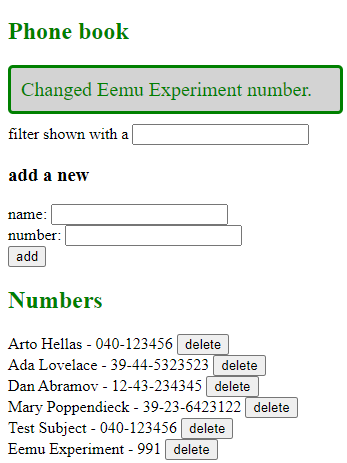 Phone book
Changed Eemu Experiment number.
filter shown with a
add a new
name:
number:
add
Numbers
Arto Hellas - 040-123456 delete
Ada Lovelace - 39-44-5323523 delete
Dan Abramov - 12-43-234345 delete
Mary Poppendieck - 39-23-6423122 delete
Test Subject - 040-123456 delete
Eemu Experiment - 991 delete